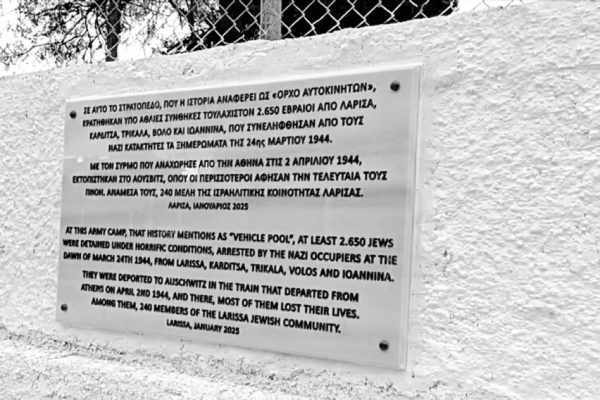 ΣΕ ΑΥΤΟ ΤΟ ΣΤΡΑΤΟΠΕΔΟ, ΠΟΥ Η ΙΣΤΟΡΙΑ ΑΝΑΦΕΡΕΙ ΩΣ «ΟΡΧΟ ΑΥΤΟΚΙΝΗΤΩΝ»,
ΚΡΑΤΗΘΗΚΑΝ ΥΠΟ ΑΘΛΙΕΣ ΣΥΝΘΗΚΕΣ ΤΟΥΛΑΧΙΣΤΟΝ 2.650 ΕΒΡΑΙΟΙ ΑΠΟ ΛΑΡΙΣΑ,
ΚΑΡΔΙΤΣΑ, ΤΡΙΚΑΛΑ, ΒΟΛΟ ΚΑΙ ΙΩΑΝΝΙΝΑ, ΠΟΥ ΣΥΝΕΛΗΦΘΗΣΑΝ ΑΠΟ ΤΟΥΣ
ΝΑΖΙ ΚΑΤΑΚΤΗΤΕΣ ΤΑ ΞΗΜΕΡΩΜΑΤΑ ΤΗΣ 24ης ΜΑΡΤΙΟΥ 1944.
ΜΕ ΤΟΝ ΣΥΡΜΟ ΠΟΥ ΑΝΑΧΩΡΗΣΕ ΑΠΟ ΤΗΝ ΑΘΗΝΑ ΣΤΙΣ 2 ΑΠΡΙΛΙΟΥ 1944,
ΕΚΤΟΠΙΣΤΗΚΑΝ ΣΤΟ ΑΟΥΣΒΙΤΣ, ΟΠΟΥ ΟΙ ΠΕΡΙΣΣΟΤΕΡΟΙ ΑΦΗΣΑΝ ΤΗΝ ΤΕΛΕΥΤΑΙΑ ΤΟΥΣ
ΠΝΟΗ. ΑΝΑΜΕΣΑ ΤΟΥΣ, 240 ΜΕΛΗ ΤΗΣ ΙΣΡΑΗΛΙΤΙΚΗΣ ΚΟΙΝΟΤΗΤΑΣ ΛΑΡΙΣΑΣ.
ΛΑΡΙΣΑ, ΙΑΝΟΥΑΡΙΟΣ 2025
AT THIS ARMY CAMP, THAT HISTORY MENTIONS AS "VEHICLE POOL", AT LEAST 2.650 JEWS
WERE DETAINED UNDER HORRIFIC CONDITIONS, ARRESTED BY THE NAZI OCCUPIERS AT THE
DAWN OF MARCH 24TH 1944, FROM LARISSA, KARDITSA, TRIKALA, VOLOS AND IOANNINA.
THEY WERE DEPORTED TO AUSCHWITZ IN THE TRAIN THAT DEPARTED FROM
ATHENS ON APRIL 2ND 1944, AND THERE, MOST OF THEM LOST THEIR LIVES.
AMONG THEM, 240 MEMBERS OF THE LARISSA JEWISH COMMUNITY.
LARISSA, JANUARY 2025